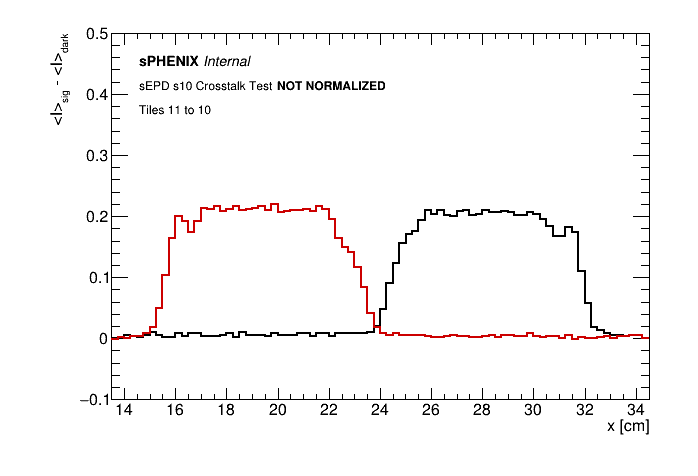 <I>sig - <I>dark
0.5
0.4
0.3
0.2
0.1
0
−0.1
sPHENIX Internal
sEPD s10 Crosstalk Test NOT NORMALIZED
Tiles 11 to 10
14 16 18 20 22 24 26 28 30 32 34
x [cm]